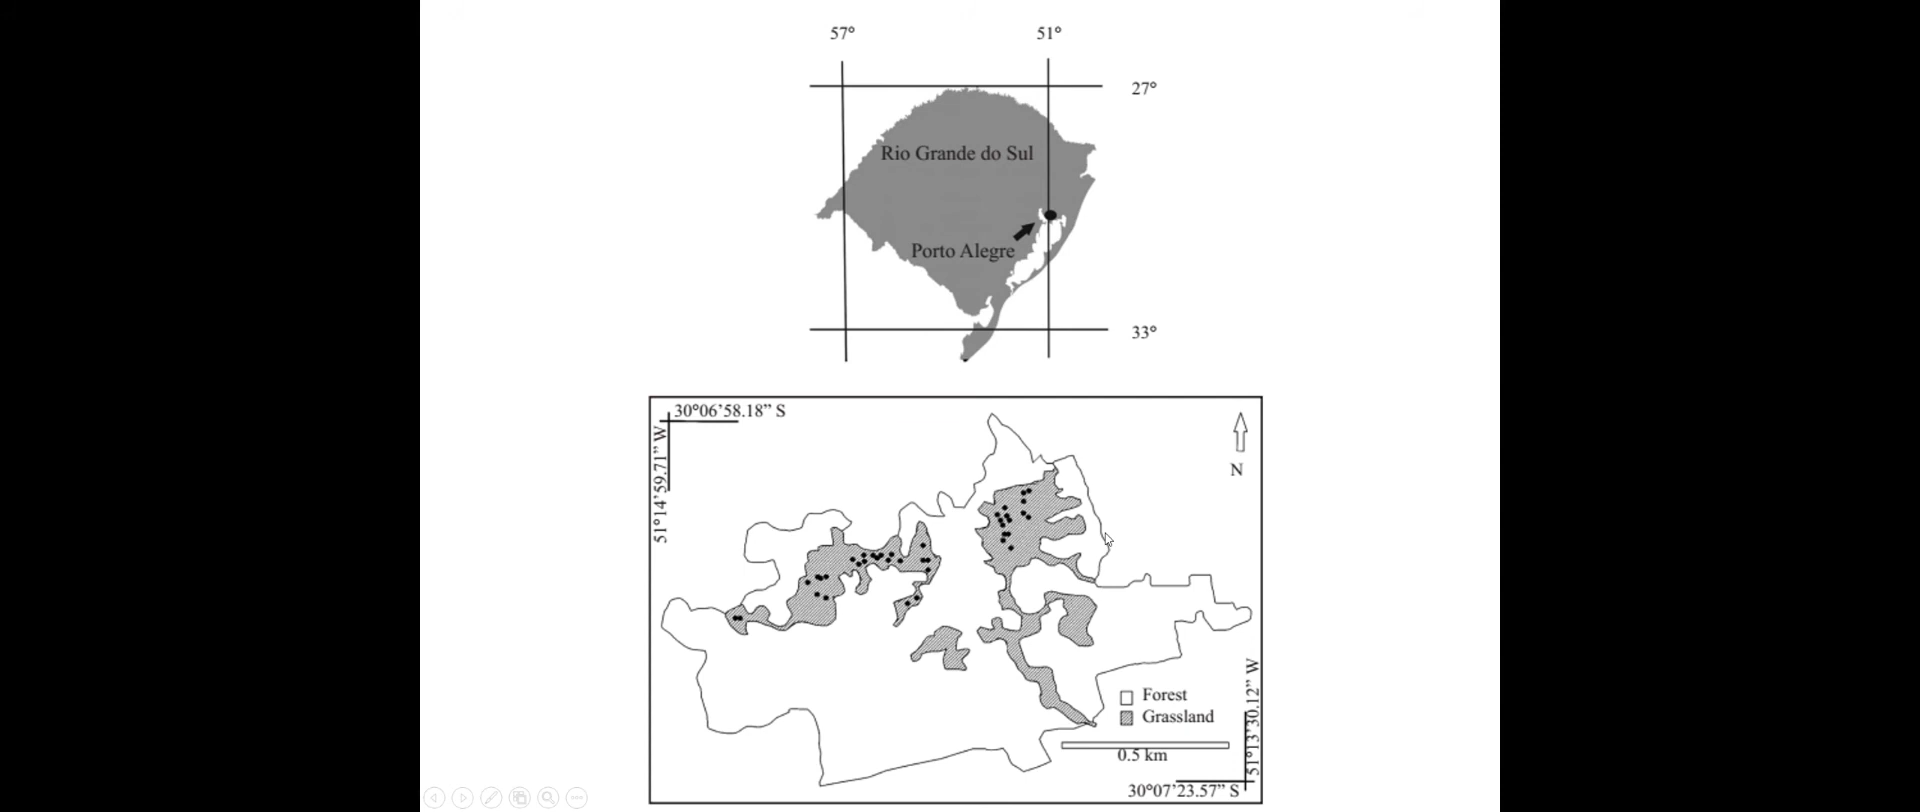 57° 51°
27°
Rio Grande do Sul
Porto Alegre
33°
30°06’58.18” S
51°14’59.71” W
N
Forest
Grassland
0.5 km
51°13’30.12” W
30°07’23.57” S